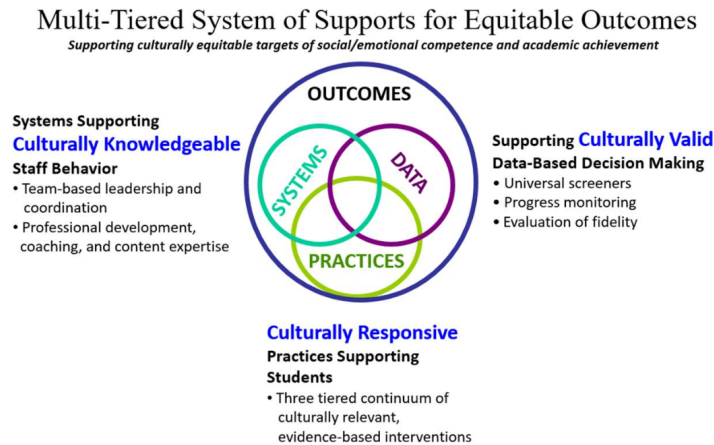 Multi-Tiered System of Supports for Equitable Outcomes
Supporting culturally equitable targets of social/emotional competence and academic achievement
OUTCOMES
SYSTEMS
DATA
PRACTICES
Systems Supporting
Culturally Knowledgeable
Staff Behavior
• Team-based leadership and
coordination
• Professional development,
coaching, and content expertise
Supporting Culturally Valid
Data-Based Decision Making
• Universal screeners
• Progress monitoring
• Evaluation of fidelity
Culturally Responsive
Practices Supporting
Students
• Three tiered continuum of
culturally relevant,
evidence-based interventions